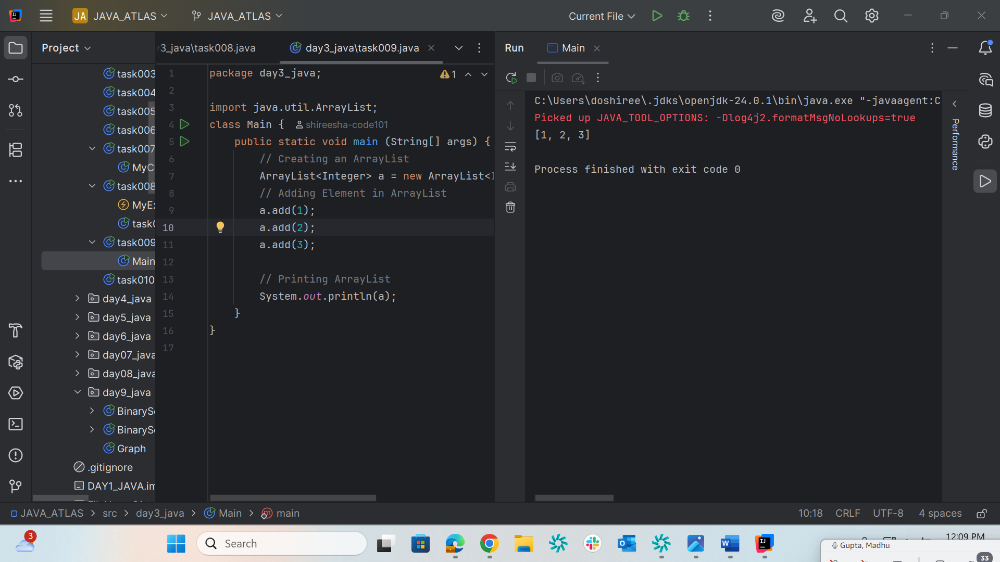 JA JAVA_ATLAS JAVA_ATLAS Current File
Project
3_java\task008.java day3_java\task009.java
Run Main
task003
task004
task005
task006
task007
MyC
task008
MyEx
task0
task009
Main
task010
day4_java
day5_java
day6_java
day07_java
day08_java
day9_java
BinarySe
BinarySe
Graph
.gitignore
DAY1_JAVA.im
1 package day3_java;
1
2
3 import java.util.ArrayList;
4 class Main { shireesha-code101
5 public static void main (String[] args) {
6 // Creating an ArrayList
7 ArrayList<Integer> a = new ArrayList<I
8 // Adding Element in ArrayList
9 a.add(1);
10 a.add(2);
11 a.add(3);
12
13 // Printing ArrayList
14 System.out.println(a);
15 }
16 }
17
C:\Users\doshiree\.jdks\openjdk-24.0.1\bin\java.exe "-javaagent:C
Picked up JAVA_TOOL_OPTIONS: -Dlog4j2.formatMsgNoLookups=true
[1, 2, 3]
Process finished with exit code 0
Performance
JAVA_ATLAS > src > day3_java > Main > main
10:18 CRLF UTF-8 4 spaces
3
Search
12:09 PM
Gupta, Madhu
33